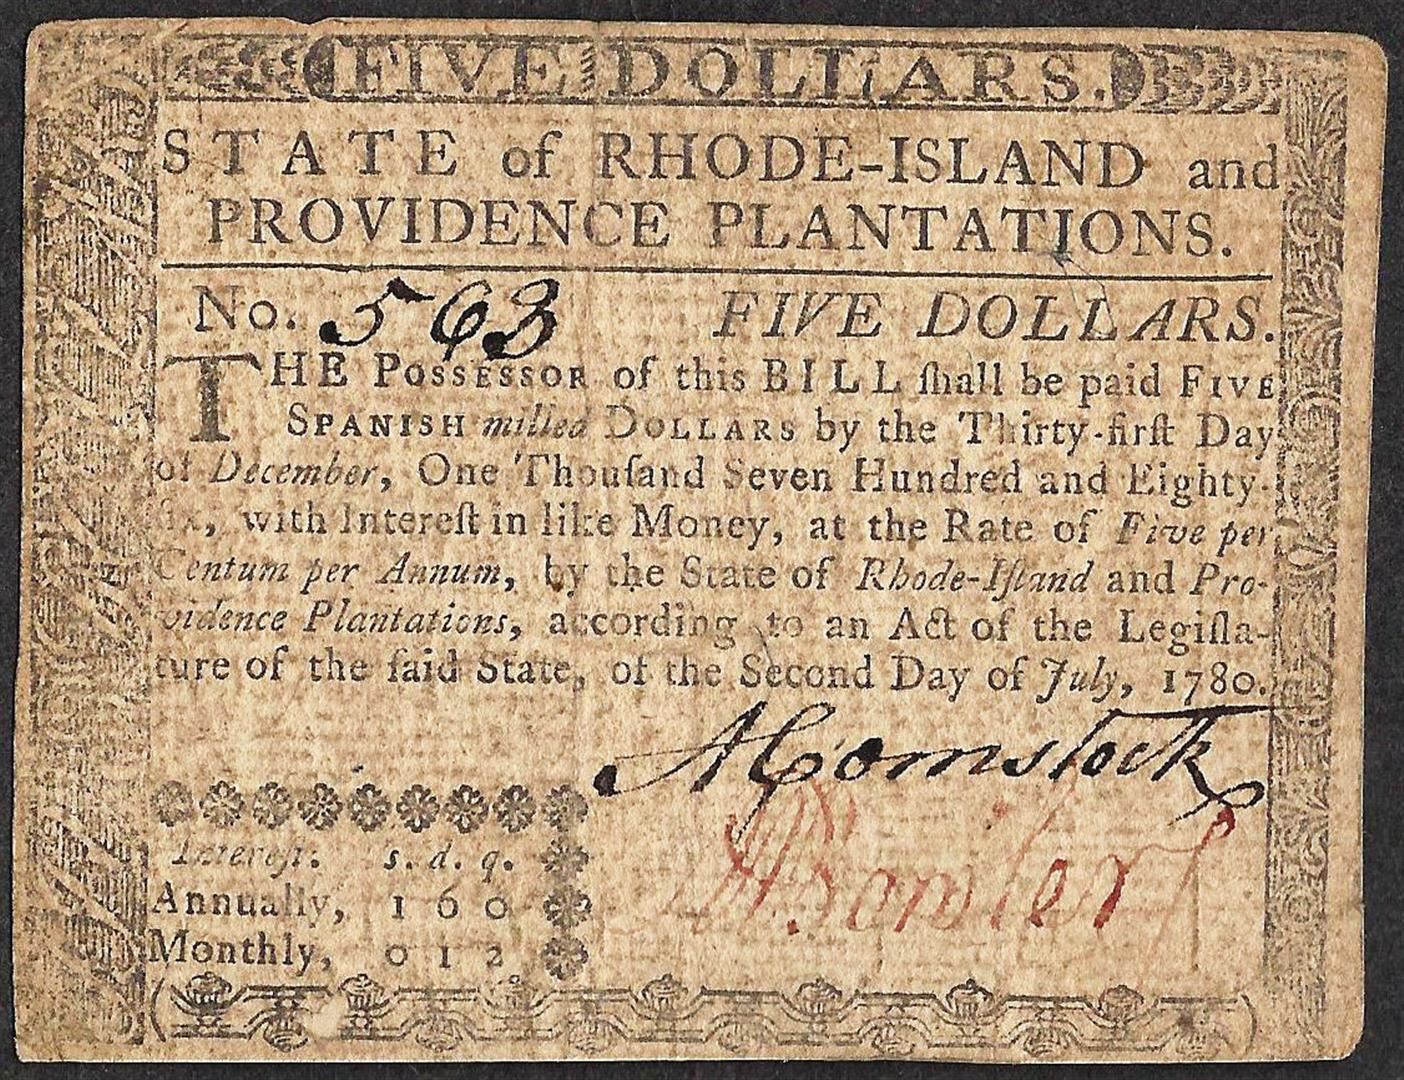 FIVE DOLLARS.
STATE of RHODE-ISLAND and
PROVIDENCE PLANTATIONS.
No. 563 FIVE DOLLARS.
THE POSSESSOR of this BILL ſhall be paid FIVE
SPANISH milled DOLLARS by the Thirty-firſt Day
of December, One Thouſand Seven Hundred and Eighty-
ſix, with Intereſt in like Money, at the Rate of Five per
Centum per Annum, by the State of Rhode-Iſland and Pro-
vidence Plantations, according to an Act of the Legiſla-
ture of the ſaid State, of the Second Day of July, 1780.
A Comstock
Bowler
Intereſt. s. d. q.
Annually, 1 6 0
Monthly, 0 1 2